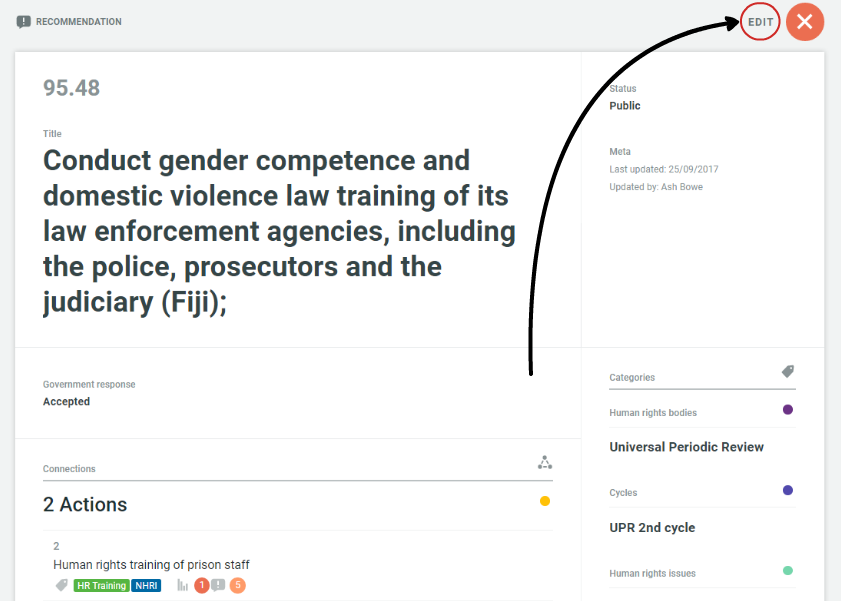 RECOMMENDATION
EDIT
95.48
Title
Conduct gender competence and
domestic violence law training of its
law enforcement agencies, including
the police, prosecutors and the
judiciary (Fiji);
Status
Public
Meta
Last updated: 25/09/2017
Updated by: Ash Bowe
Government response
Accepted
Connections
2 Actions
2
Human rights training of prison staff
HR Training NHRI 1 5
Categories
Human rights bodies
Universal Periodic Review
Cycles
UPR 2nd cycle
Human rights issues